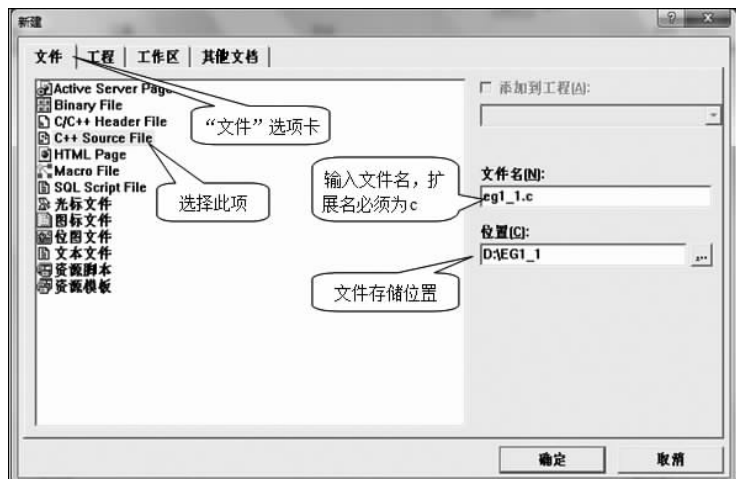 新建
文件 工程 工作区 其他文档
Active Server Page
Binary File
C/C++ Header File
C++ Source File
HTML Page
Macro File
SQL Script File
光标文件
图标文件
位图文件
文本文件
资源脚本
资源模板
“文件”选项卡
选择此项
添加到工程(A):
输入文件名，扩
展名必须为c
文件名(N):
eg1_1.c
位置(C):
D:\EG1_1
...
文件存储位置
确定 取消